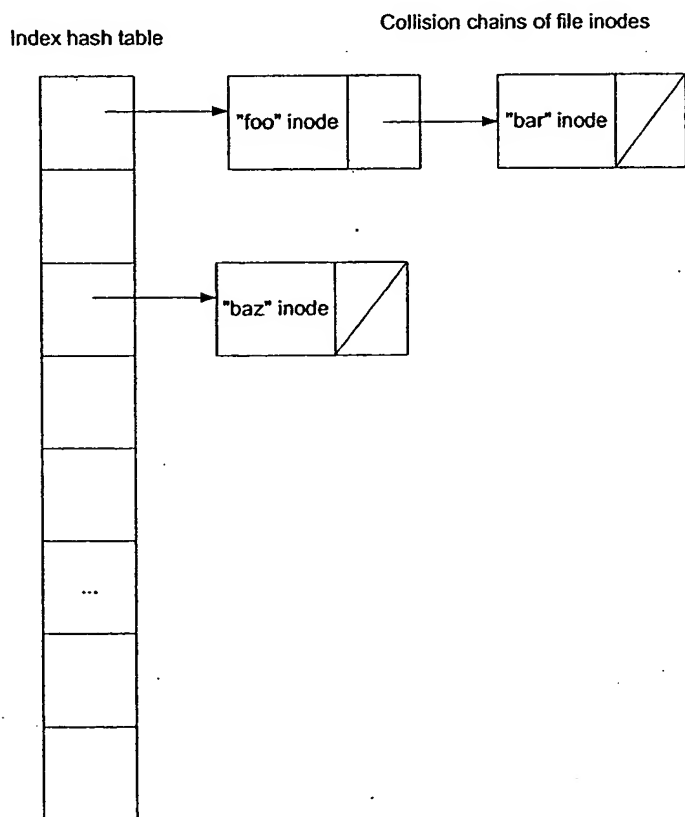 Index hash table
Collision chains of file inodes
"foo" inode
"bar" inode
"baz" inode
...